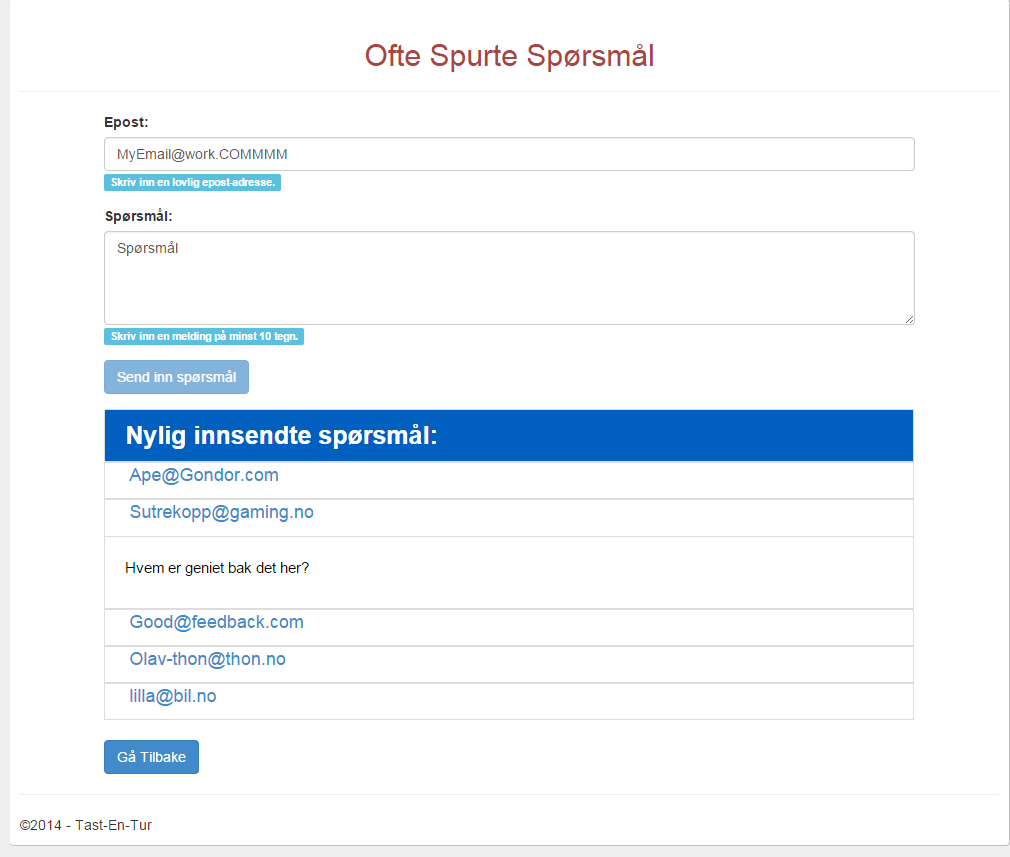 Ofte Spurte Spørsmål
Epost:
MyEmail@work.COMMMM
Skriv inn en lovlig epost-adresse.
Spørsmål:
Spørsmål
Skriv inn en melding på minst 10 tegn.
Send inn spørsmål
Nylig innsendte spørsmål:
Ape@Gondor.com
Sutrekopp@gaming.no
Hvem er geniet bak det her?
Good@feedback.com
Olav-thon@thon.no
lilla@bil.no
Gå Tilbake
©2014 - Tast-En-Tur